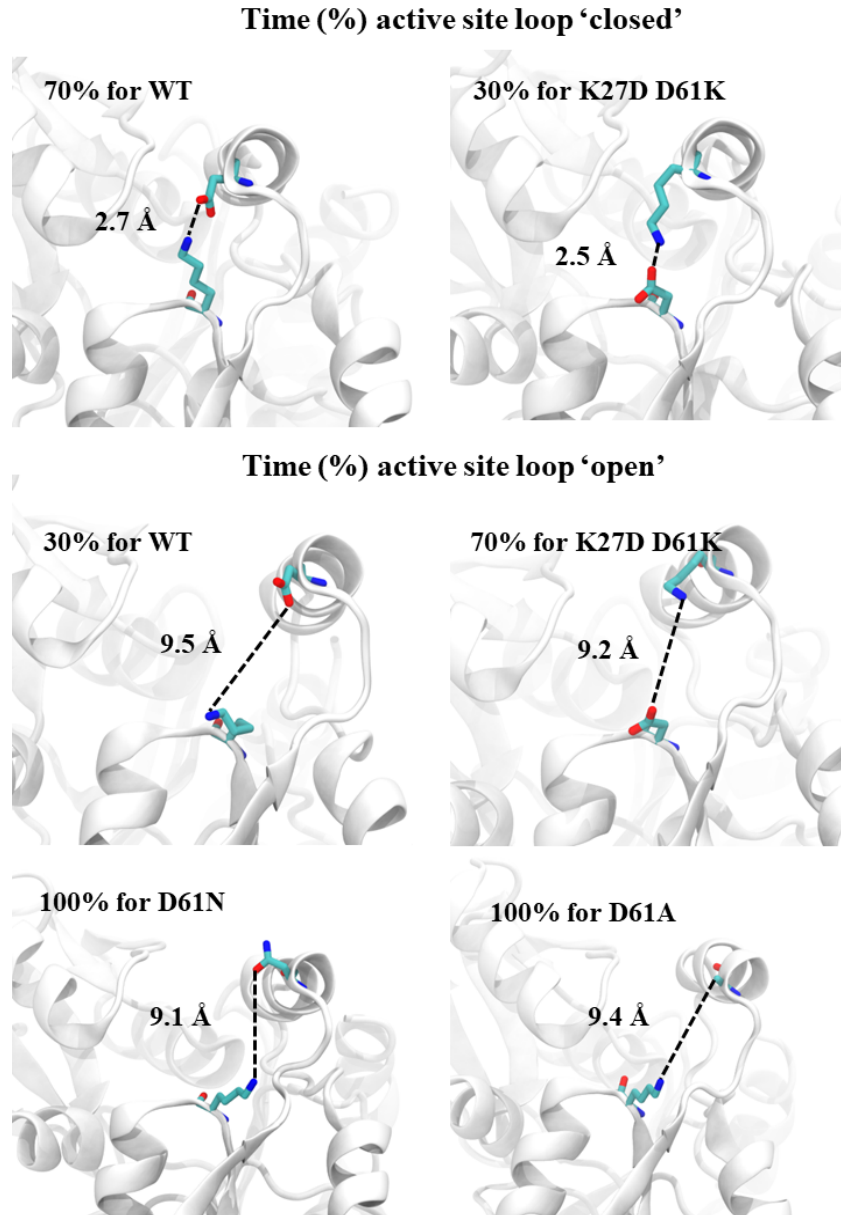 Time (%) active site loop ‘closed’
70% for WT
30% for K27D D61K
2.7 Å
2.5 Å
Time (%) active site loop ‘open’
30% for WT
70% for K27D D61K
9.5 Å
9.2 Å
100% for D61N
100% for D61A
9.1 Å
9.4 Å